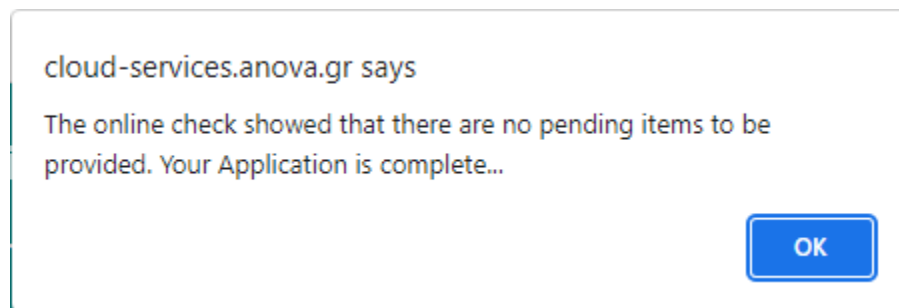 cloud-services.anova.gr says
The online check showed that there are no pending items to be
provided. Your Application is complete...
OK